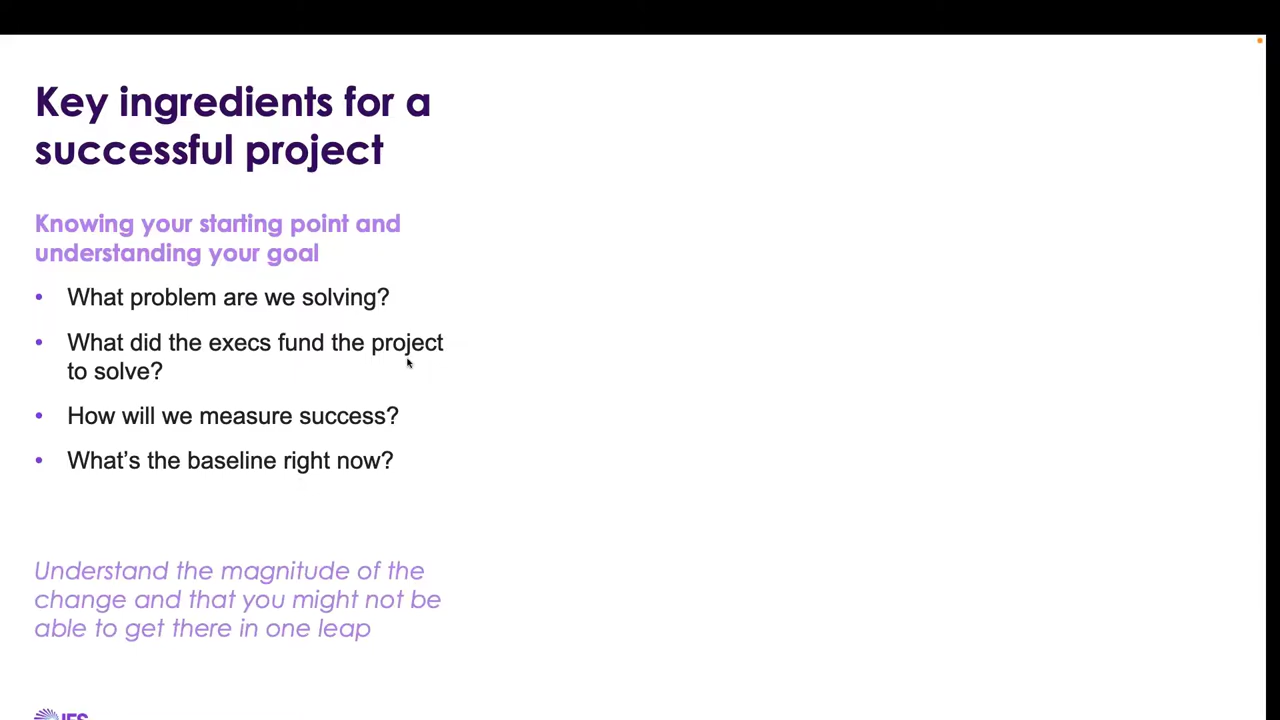 Key ingredients for a
successful project
Knowing your starting point and
understanding your goal
• What problem are we solving?
• What did the execs fund the project
to solve?
• How will we measure success?
• What’s the baseline right now?
Understand the magnitude of the
change and that you might not be
able to get there in one leap
IFS